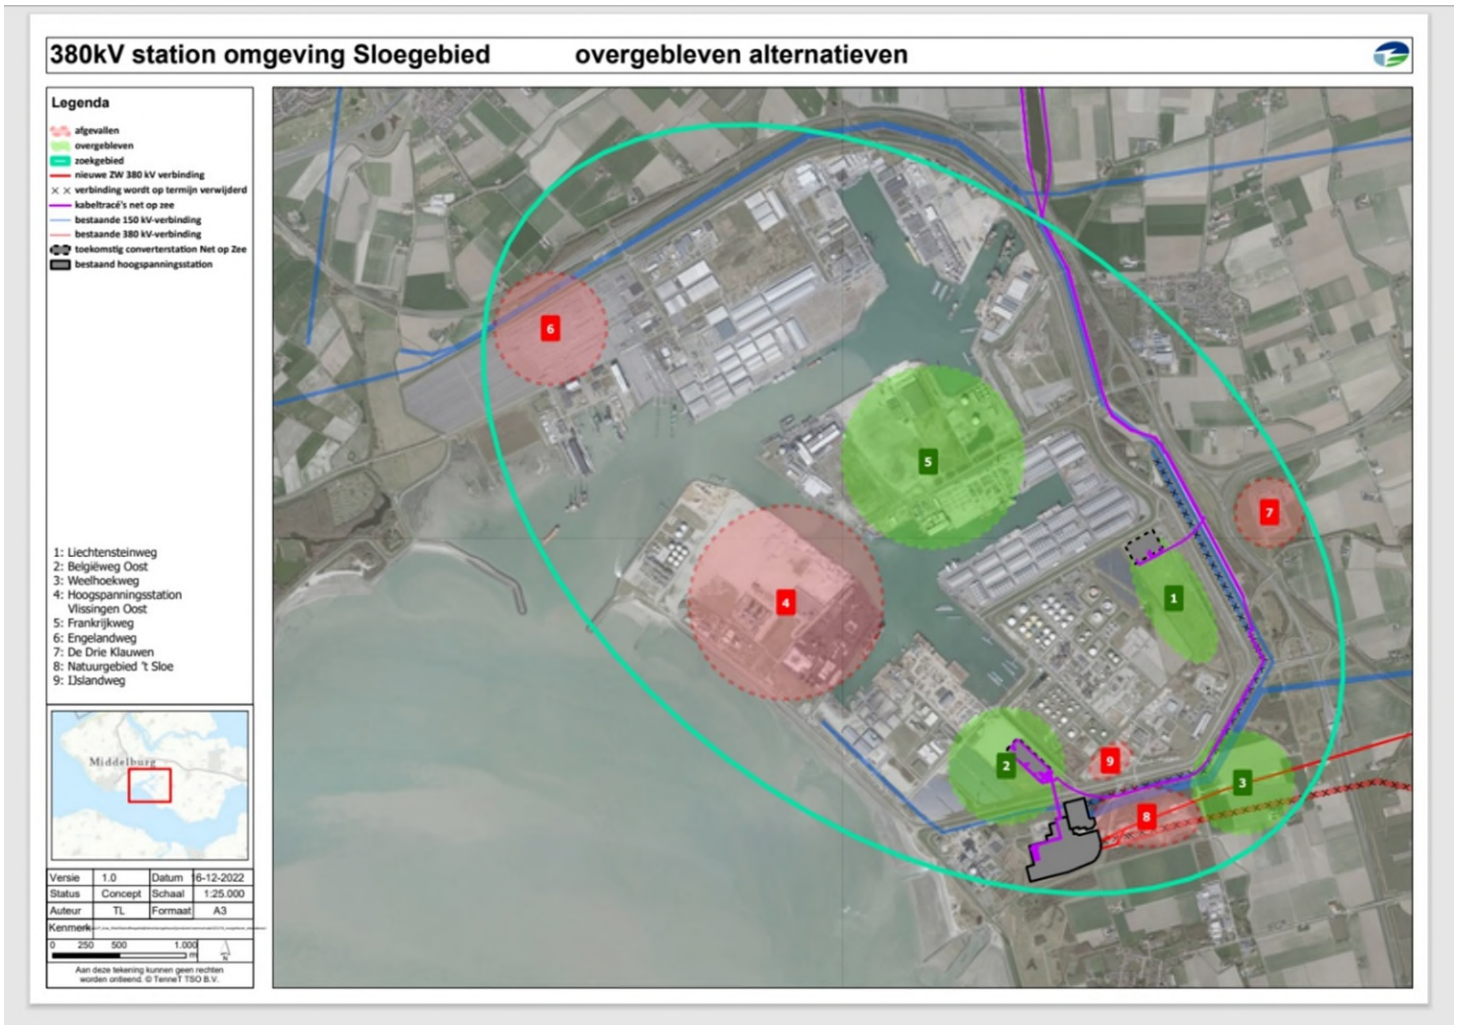 380kV station omgeving Sloegebied overgebleven alternatieven
Legenda
afgevallen
overgebleven
zoekgebied
nieuwe ZW 380 kV verbinding
x x verbinding wordt op termijn verwijderd
kabeltracé's net op zee
bestaande 150 kV-verbinding
bestaande 380 kV-verbinding
toekomstig converterstation Net op Zee
bestaand hoogspanningsstation
1: Liechtensteinweg
2: Belgiëweg Oost
3: Weelhoekweg
4: Hoogspanningsstation
Vlissingen Oost
5: Frankrijkweg
6: Engelandweg
7: De Drie Klauwen
8: Natuurgebied 't Sloe
9: IJslandweg
Middelburg
Versie 1.0 Datum 16-12-2022
Status Concept Schaal 1:25.000
Auteur TL Formaat A3
Kenmerk
0 250 500 1.000
m
N
Aan deze tekening kunnen geen rechten
worden ontleend. © TenneT TSO B.V.
6
5
7
4
1
2
9
3
8